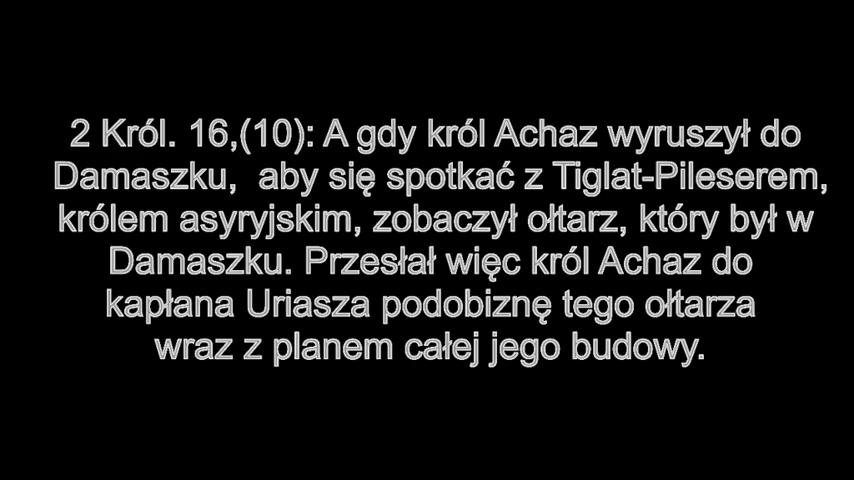 2 Król. 16,(10): A gdy król Achaz wyruszył do
Damaszku,  aby się spotkać z Tiglat-Pileserem,
królem asyryjskim, zobaczył ołtarz, który był w
Damaszku. Przesłał więc król Achaz do
kapłana Uriasza podobiznę tego ołtarza
wraz z planem całej jego budowy.